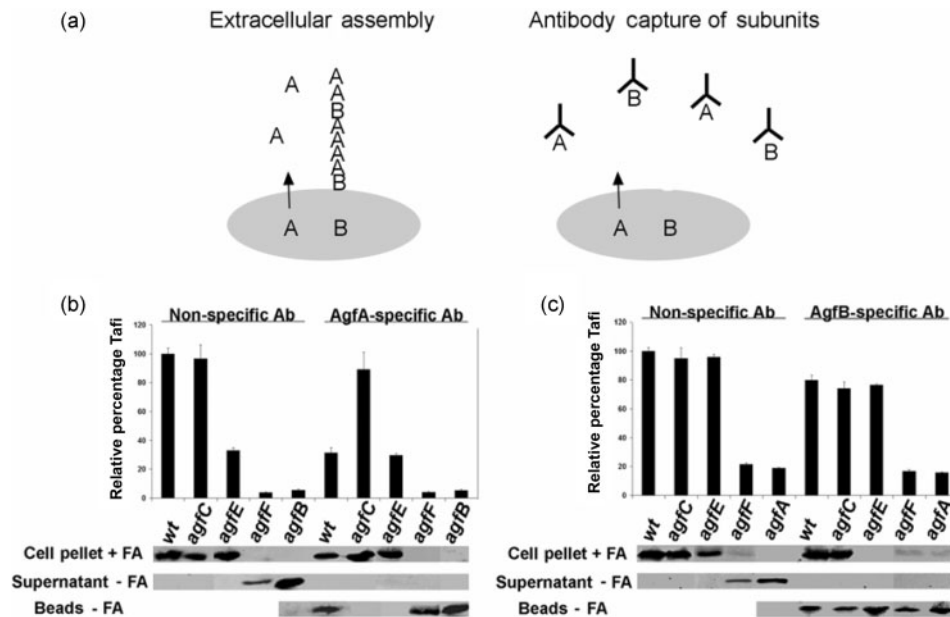 (a)
Extracellular assembly
Antibody capture of subunits
A
A
A
A
B
A
A
A
A
B
A B
B
A
A
B
A B
(b)
Non-specific Ab AgfA-specific Ab
Relative percentage Tafi
120
100
80
60
40
20
0
wt agfC agfE agfF agfB wt agfC agfE agfF agfB
Cell pellet + FA
Supernatant - FA
Beads - FA
(c)
Non-specific Ab AgfB-specific Ab
Relative percentage Tafi
120
100
80
60
40
20
0
wt agfC agfE agfF agfA wt agfC agfE agfF agfA
Cell pellet + FA
Supernatant - FA
Beads - FA